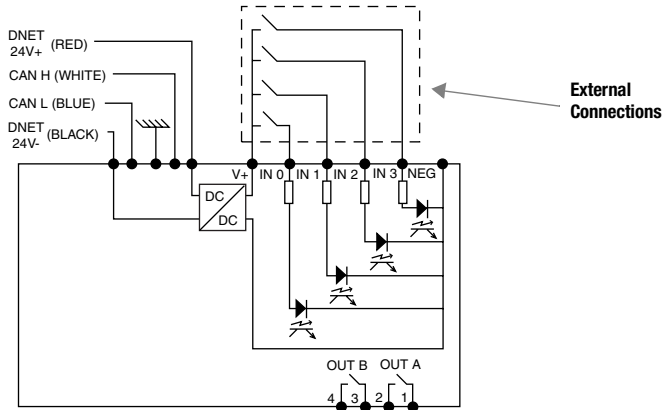 DNET
24V+ (RED)
CAN H (WHITE)
CAN L (BLUE)
DNET
24V- (BLACK)
External
Connections
V+ IN 0 IN 1 IN 2 IN 3 NEG
DC
DC
OUT B OUT A
4 3 2 1